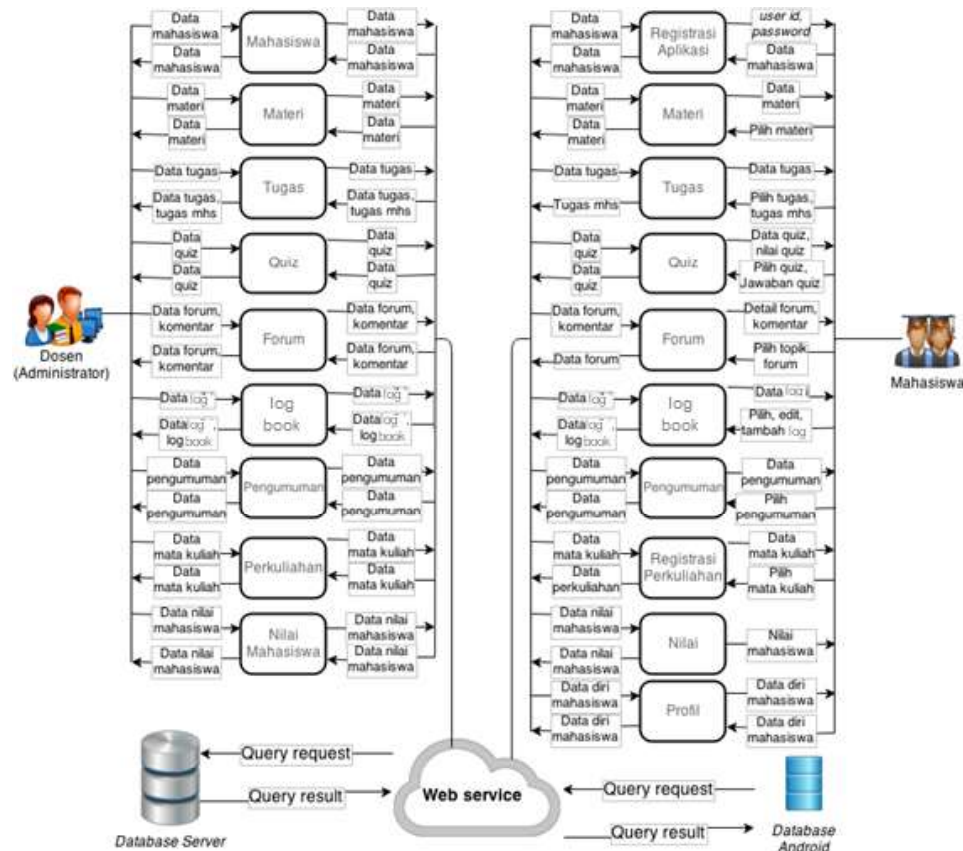 Data
mahasiswa
Data
mahasiswa
Mahasiswa
Data
mahasiswa
Data
mahasiswa
Data
materi
Data
materi
Materi
Data
materi
Data
materi
Data tugas
Data tugas,
tugas mhs
Tugas
Data tugas
Data tugas,
tugas mhs
Data
quiz
Data
quiz
Quiz
Data
quiz
Data
quiz
Data forum,
komentar
Data forum,
komentar
Forum
Data forum,
komentar
Data forum,
komentar
Data log
Data log,
log book
log
book
Data log
Data log,
log book
Data
pengumuman
Data
pengumuman
Pengumuman
Data
pengumuman
Data
pengumuman
Data
mata kuliah
Data
mata kuliah
Perkuliahan
Data
mata kuliah
Data
mata kuliah
Data nilai
mahasiswa
Data nilai
mahasiswa
Nilai
Mahasiswa
Data nilai
mahasiswa
Data nilai
mahasiswa
Dosen
(Administrator)
Data
mahasiswa
Data
mahasiswa
Registrasi
Aplikasi
user id,
password
Data
mahasiswa
Data
materi
Data
materi
Materi
Data
materi
Pilih materi
Data tugas
Tugas mhs
Tugas
Data tugas
Pilih tugas,
tugas mhs
Data
quiz
Data
quiz
Quiz
Data quiz,
nilai quiz
Pilih quiz,
Jawaban quiz
Data forum,
komentar
Data forum
Forum
Detail forum,
komentar
Pilih topik
forum
Data log
Data log,
log book
log
book
Data log
Pilih, edit,
tambah log
Data
pengumuman
Data
pengumuman
Pengumuman
Data
pengumuman
Pilih
pengumuman
Data
mata kuliah
Data
perkuliahan
Registrasi
Perkuliahan
Data
mata kuliah
Pilih
mata kuliah
Data nilai
mahasiswa
Data nilai
mahasiswa
Nilai
Nilai
mahasiswa
Data diri
mahasiswa
Data diri
mahasiswa
Profil
Data diri
mahasiswa
Data diri
mahasiswa
Mahasiswa
Query request
Query result
Database Server
Web service
Query request
Query result
Database
Android